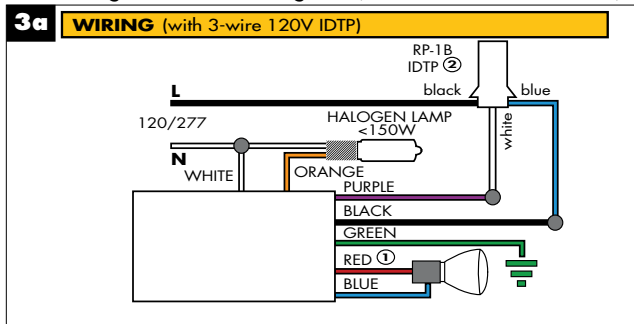 3a WIRING (with 3-wire 120V IDTP)
RP-1B
IDTP ②
black
blue
L
white
120/277
HALOGEN LAMP
<150W
N
WHITE
ORANGE
PURPLE
BLACK
GREEN
RED ①
BLUE